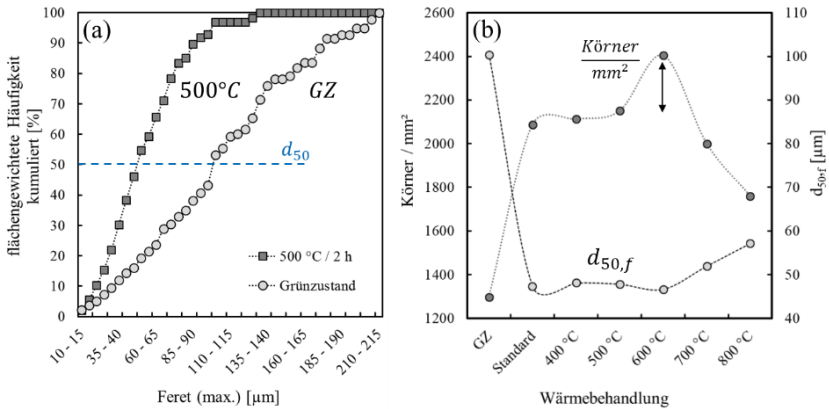 (a)
flächengewichtete Häufigkeit
kumuliert [%]
100
90
80
70
60
50
40
30
20
10
0
500°C
GZ
d50
500 °C / 2 h
Grünzustand
10 - 15
35 - 40
60 - 65
85 - 90
110 - 115
135 - 140
160 - 165
185 - 190
210 - 215
Feret (max.) [µm]
(b)
Körner / mm²
2600
2400
2200
2000
1800
1600
1400
1200
Körner
mm²
d50,f
110
100
90
80
70
60
50
40
d50,f [µm]
GZ
Standard
400 °C
500 °C
600 °C
700 °C
800 °C
Wärmebehandlung